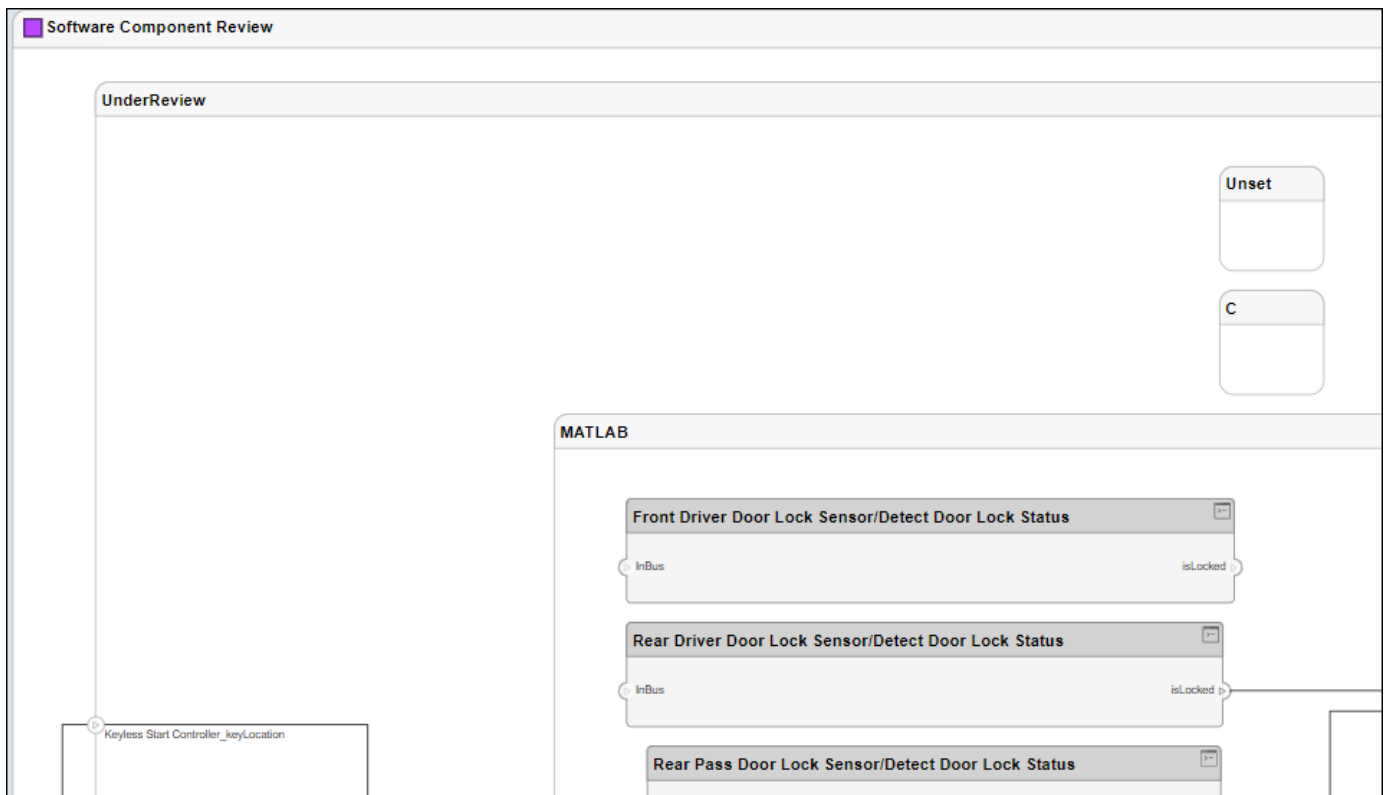 Software Component Review
UnderReview
Unset
C
MATLAB
Front Driver Door Lock Sensor/Detect Door Lock Status
InBus
isLocked
Rear Driver Door Lock Sensor/Detect Door Lock Status
InBus
isLocked
Keyless Start Controller_keyLocation
Rear Pass Door Lock Sensor/Detect Door Lock Status